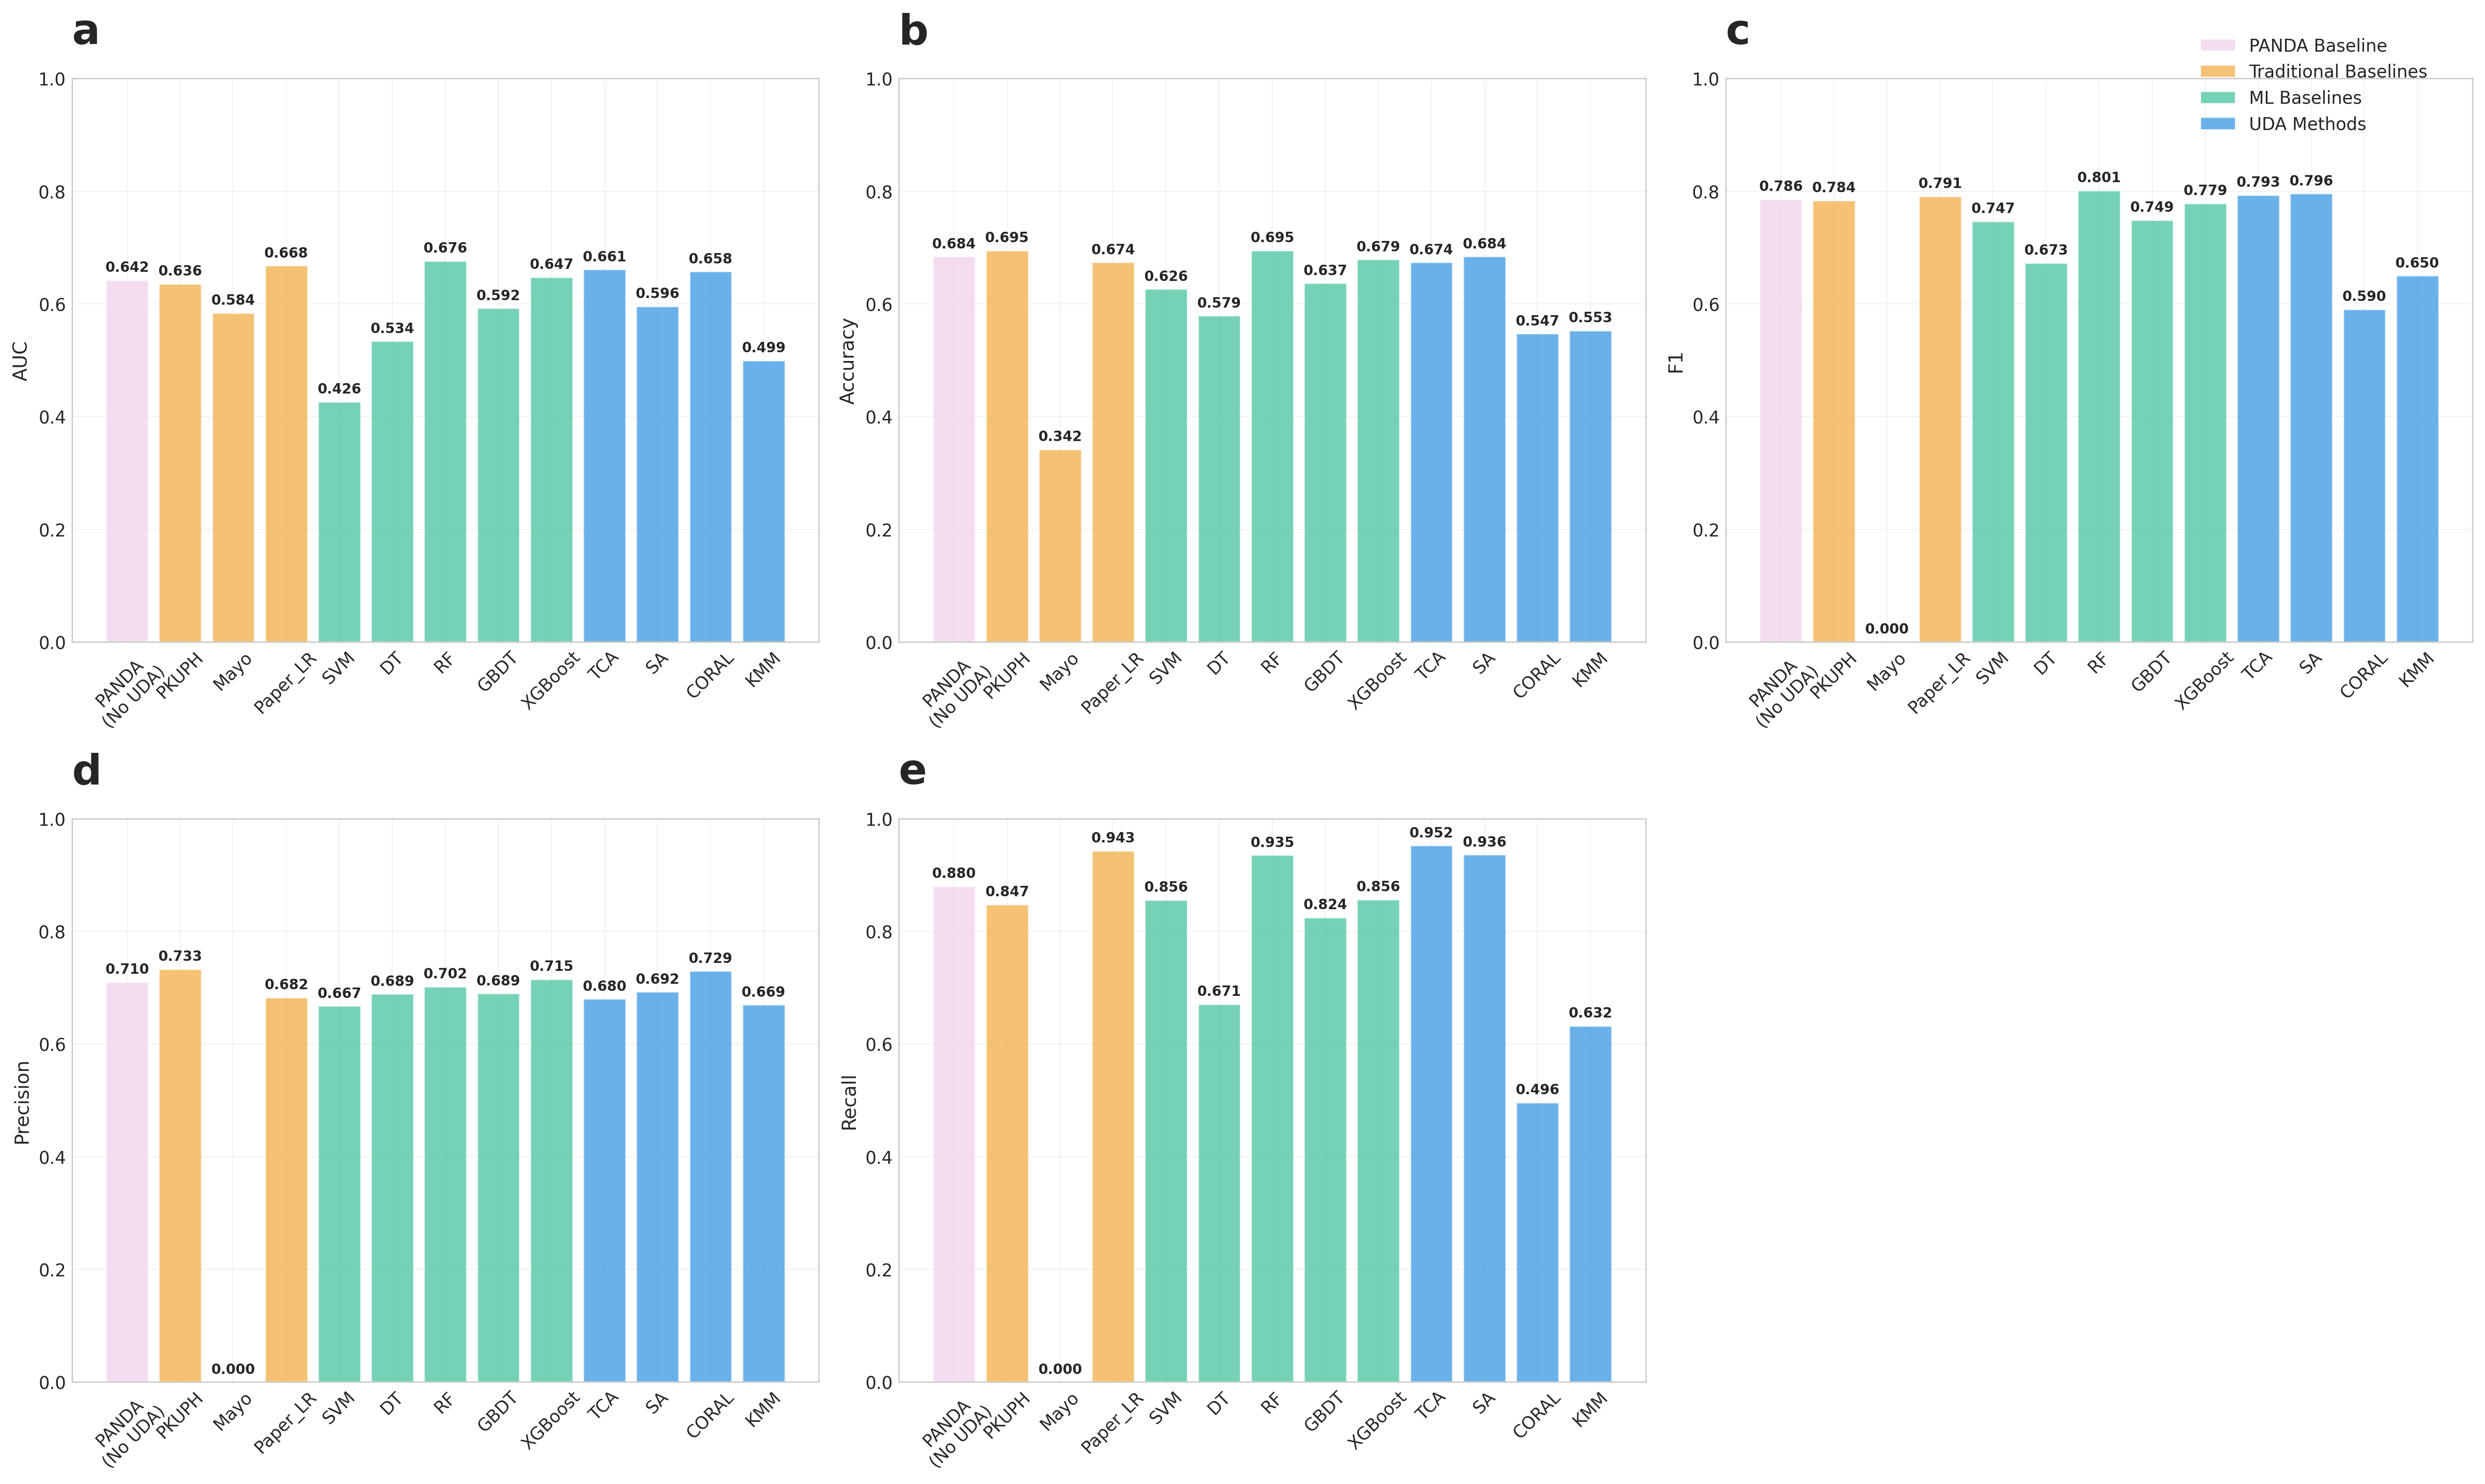 a
1.0
0.8
0.6
0.4
0.2
0.0
AUC
0.642
0.636
0.584
0.668
0.426
0.534
0.676
0.592
0.647
0.661
0.596
0.658
0.499
PANDA
(No UDA)
PKUPH
Mayo
Paper_LR
SVM
DT
RF
GBDT
XGBoost
TCA
SA
CORAL
KMM
b
1.0
0.8
0.6
0.4
0.2
0.0
Accuracy
0.684
0.695
0.342
0.674
0.626
0.579
0.695
0.637
0.679
0.674
0.684
0.547
0.553
PANDA
(No UDA)
PKUPH
Mayo
Paper_LR
SVM
DT
RF
GBDT
XGBoost
TCA
SA
CORAL
KMM
c
PANDA Baseline
Traditional Baselines
ML Baselines
UDA Methods
1.0
0.8
0.6
0.4
0.2
0.0
F1
0.786
0.784
0.000
0.791
0.747
0.673
0.801
0.749
0.779
0.793
0.796
0.590
0.650
PANDA
(No UDA)
PKUPH
Mayo
Paper_LR
SVM
DT
RF
GBDT
XGBoost
TCA
SA
CORAL
KMM
d
1.0
0.8
0.6
0.4
0.2
0.0
Precision
0.710
0.733
0.000
0.682
0.667
0.689
0.702
0.689
0.715
0.680
0.692
0.729
0.669
PANDA
(No UDA)
PKUPH
Mayo
Paper_LR
SVM
DT
RF
GBDT
XGBoost
TCA
SA
CORAL
KMM
e
1.0
0.8
0.6
0.4
0.2
0.0
Recall
0.880
0.847
0.000
0.943
0.856
0.671
0.935
0.824
0.856
0.952
0.936
0.496
0.632
PANDA
(No UDA)
PKUPH
Mayo
Paper_LR
SVM
DT
RF
GBDT
XGBoost
TCA
SA
CORAL
KMM